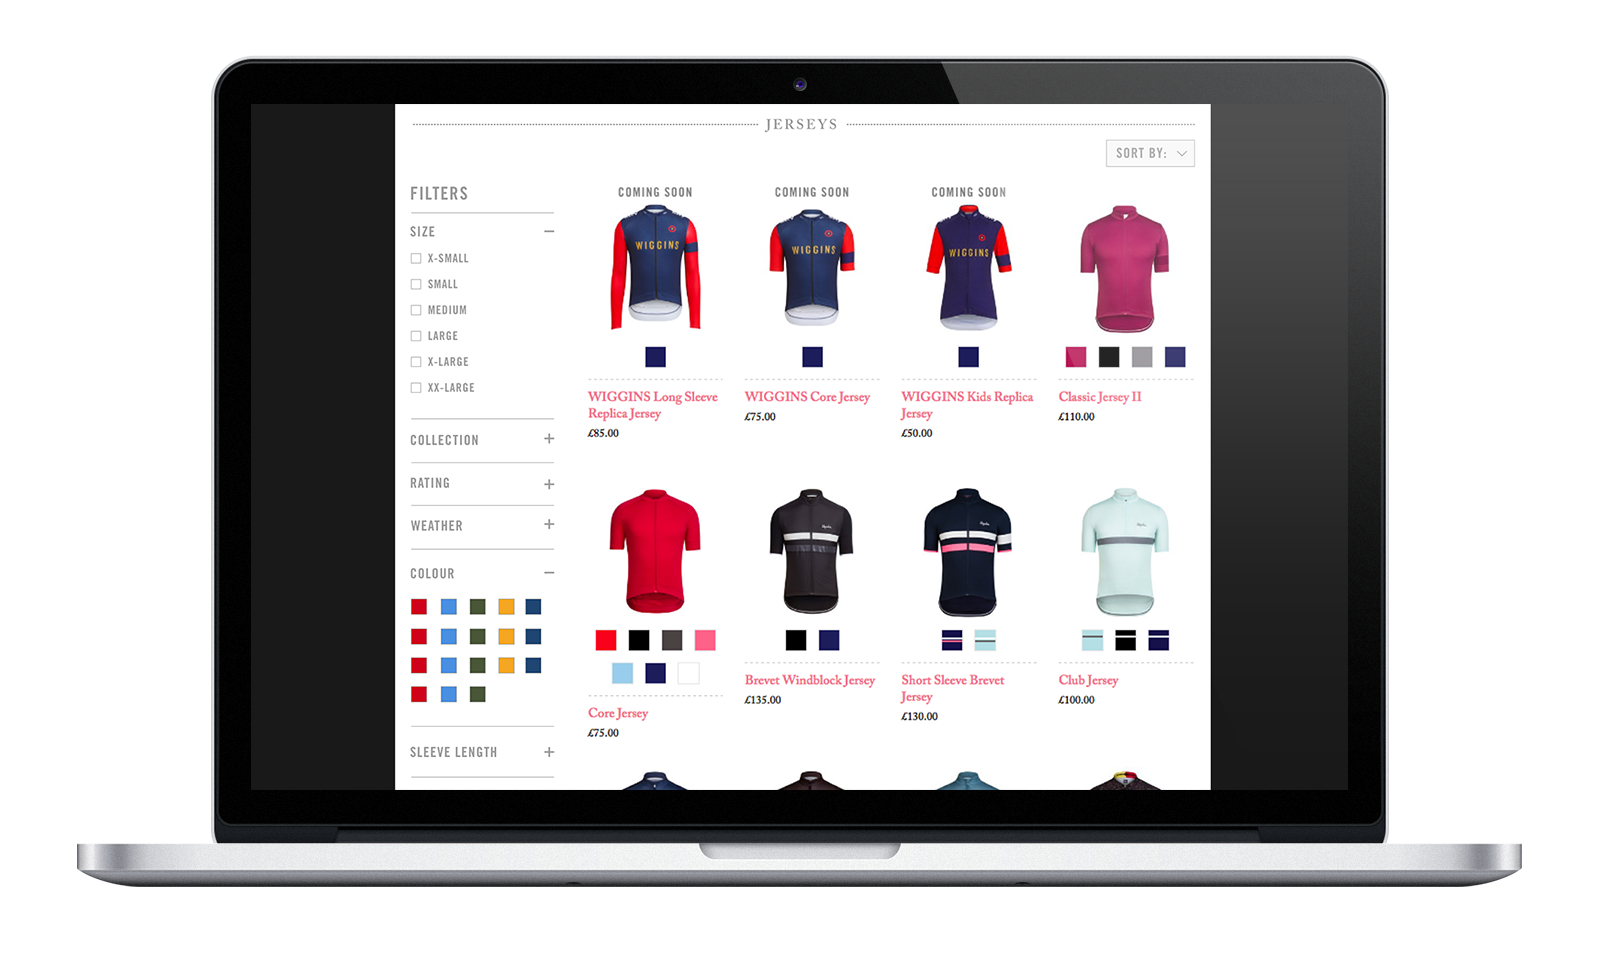 JERSEYS
SORT BY:
FILTERS
SIZE
X-SMALL
SMALL
MEDIUM
LARGE
X-LARGE
XX-LARGE
COLLECTION
RATING
WEATHER
COLOUR
SLEEVE LENGTH
COMING SOON
WIGGINS
WIGGINS Long Sleeve
Replica Jersey
£85.00
COMING SOON
WIGGINS
WIGGINS Core Jersey
£75.00
COMING SOON
WIGGINS
WIGGINS Kids Replica
Jersey
£50.00
Classic Jersey II
£110.00
Core Jersey
£75.00
Brevet Windblock Jersey
£135.00
Short Sleeve Brevet
Jersey
£130.00
Club Jersey
£100.00